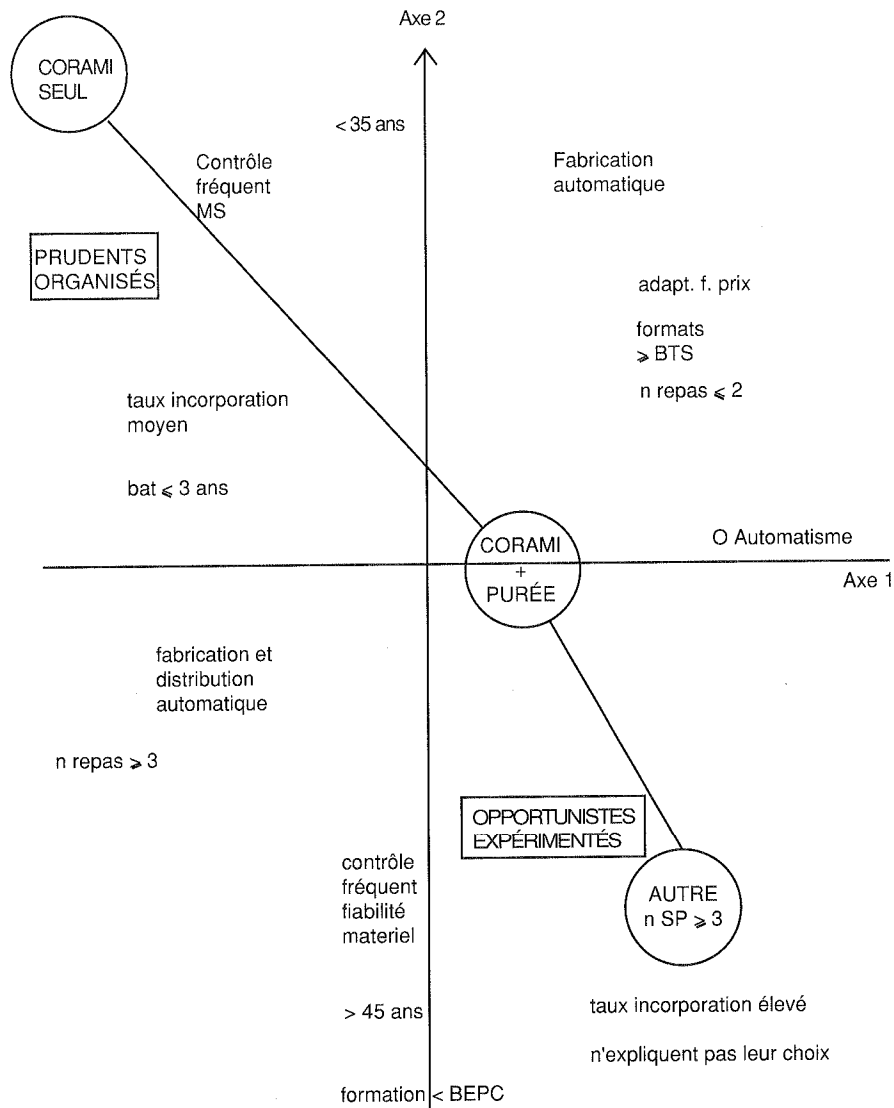 Axe 2
CORAMI
SEUL
< 35 ans
Contrôle
fréquent
MS
Fabrication
automatique
PRUDENTS
ORGANISÉS
adapt. f. prix
formats
⩾ BTS
n repas ⩽ 2
taux incorporation
moyen
bat ⩽ 3 ans
O Automatisme
CORAMI
+
PURÉE
Axe 1
fabrication et
distribution
automatique
n repas ⩾ 3
OPPORTUNISTES
EXPÉRIMENTÉS
contrôle
fréquent
fiabilité
materiel
AUTRE
n SP ⩾ 3
> 45 ans
taux incorporation élevé
n'expliquent pas leur choix
formation < BEPC